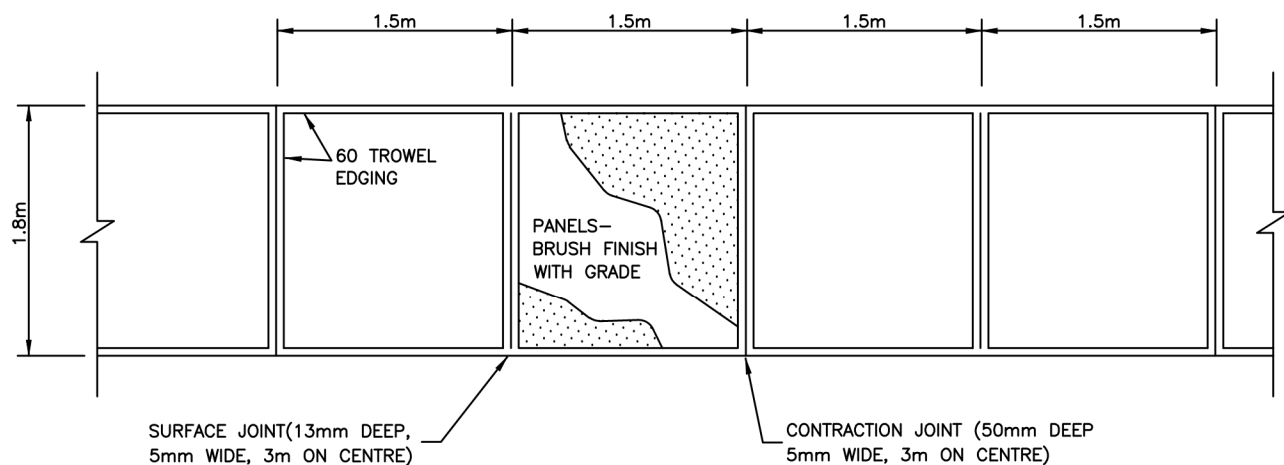 1.5m
1.5m
1.5m
1.5m
1.8m
60 TROWEL
EDGING
PANELS–
BRUSH FINISH
WITH GRADE
SURFACE JOINT(13mm DEEP,
5mm WIDE, 3m ON CENTRE)
CONTRACTION JOINT (50mm DEEP
5mm WIDE, 3m ON CENTRE)